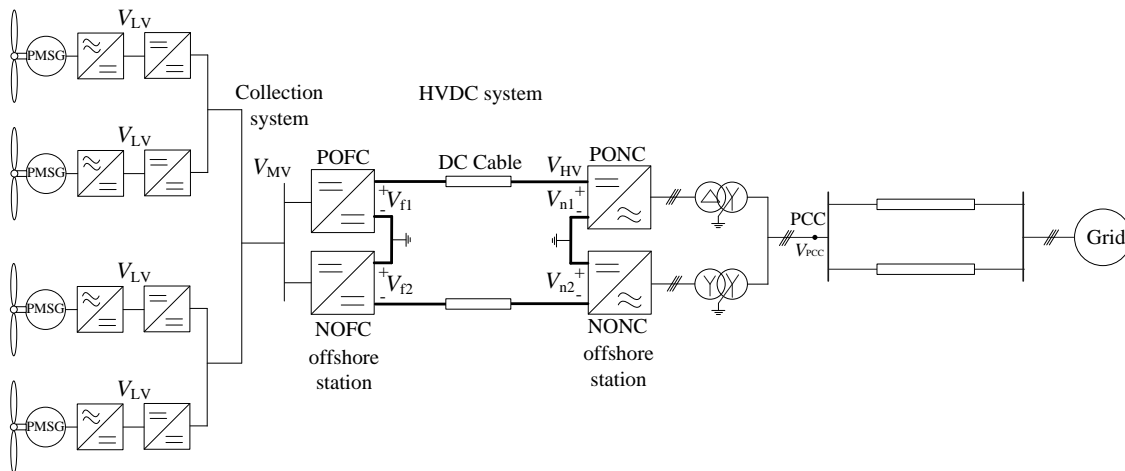 V_LV
PMSG
V_LV
PMSG
Collection
system
HVDC system
V_MV
POFC
DC Cable
V_HV
PONC
+
V_f1
-
V_n1 +
-
PCC
V_PCC
Grid
+
V_f2
-
V_n2 +
-
NOFC
offshore
station
NONC
offshore
station
V_LV
PMSG
V_LV
PMSG